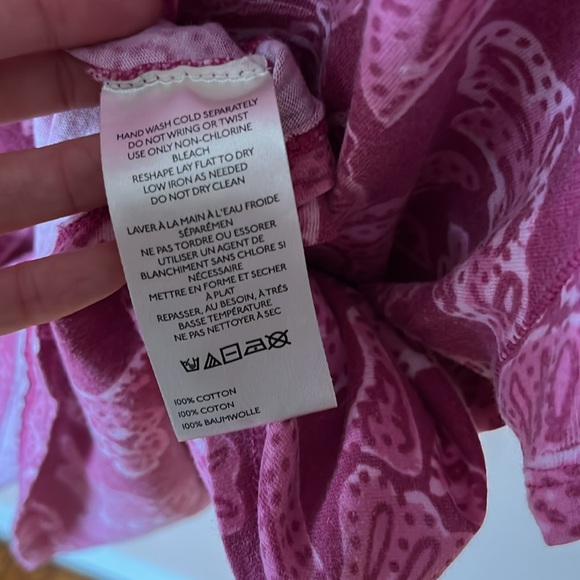 HAND WASH COLD SEPARATELY
DO NOT WRING OR TWIST
USE ONLY NON-CHLORINE
BLEACH
RESHAPE LAY FLAT TO DRY
LOW IRON AS NEEDED
DO NOT DRY CLEAN
LAVER À LA MAIN À L'EAU FROIDE
SÉPARÉMEN
NE PAS TORDRE OU ESSORER
UTILISER UN AGENT DE
BLANCHIMENT SANS CHLORE SI
NÉCESSAIRE
METTRE EN FORME ET SECHER
À PLAT
REPASSER, AU BESOIN, À TRÉS
BASSE TEMPÉRATURE
NE PAS NETTOYER À SEC
100% COTTON
100% COTON
100% BAUMWOLLE